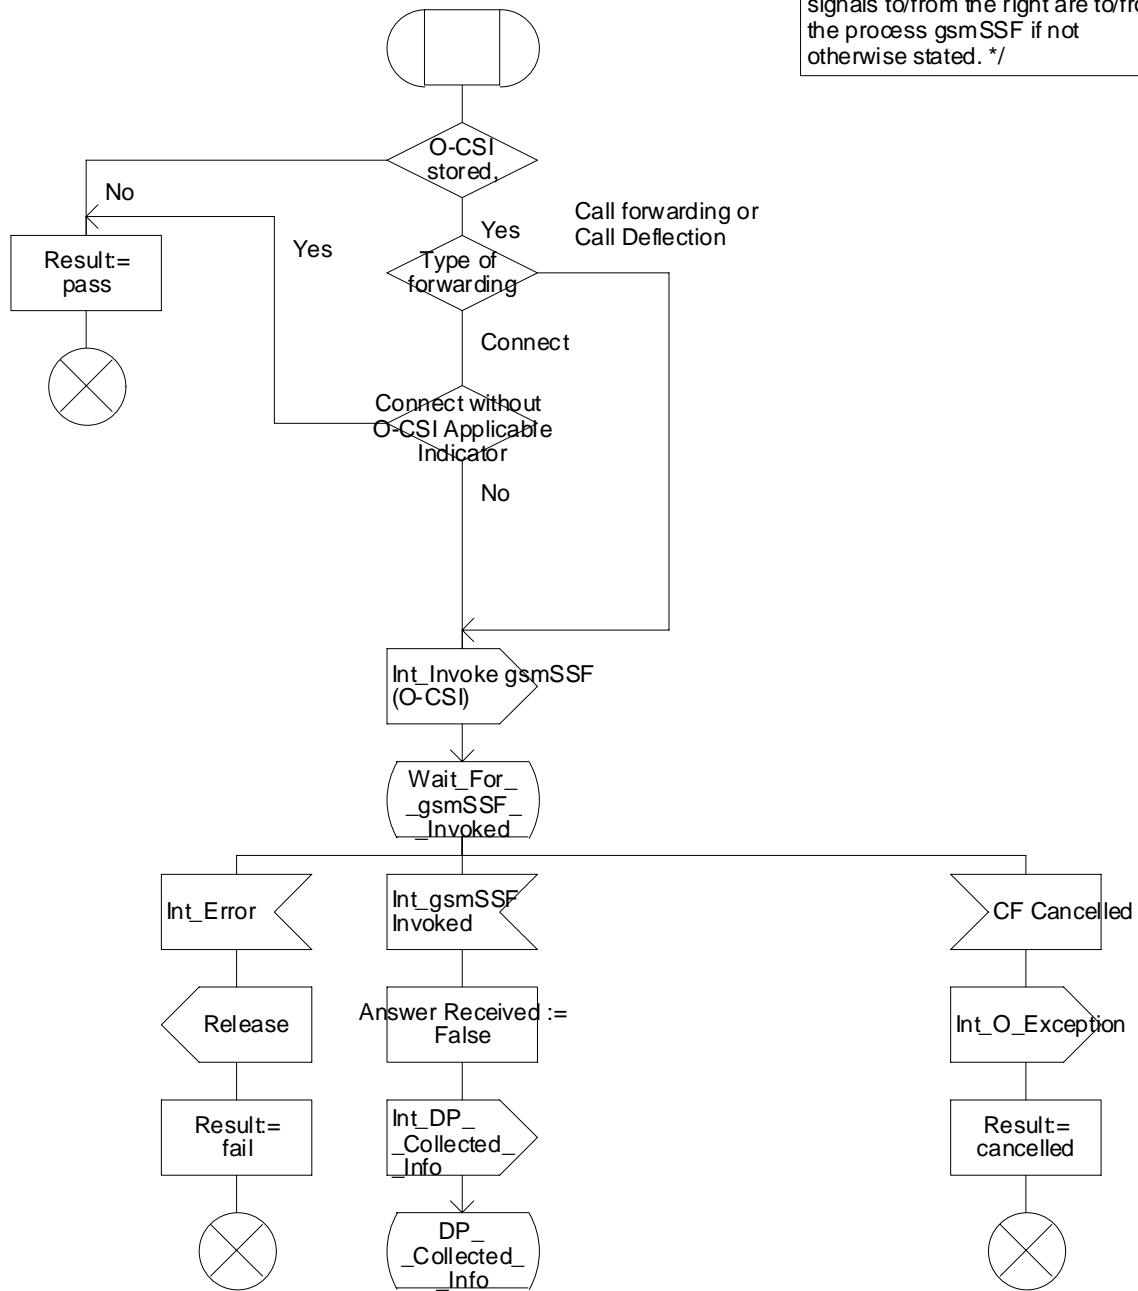 signals to/from the right are to/fro
the process gsmSSF if not
otherwise stated. */
O-CSI
stored,
No
Yes
Call forwarding or
Call Deflection
Result:=
pass
Yes
Type of
forwarding
Connect
Connect without
O-CSI Applicable
Indicator
No
Int_Invoke gsmSSF
(O-CSI)
Wait_For_
_gsmSSF_
_Invoked
Int_Error
Int_gsmSSF
Invoked
CF Cancelled
Release
Answer Received :=
False
Int_O_Exception
Result:=
fail
Int_DP_
_Collected_
_Info
Result:=
cancelled
DP_
_Collected_
_Info